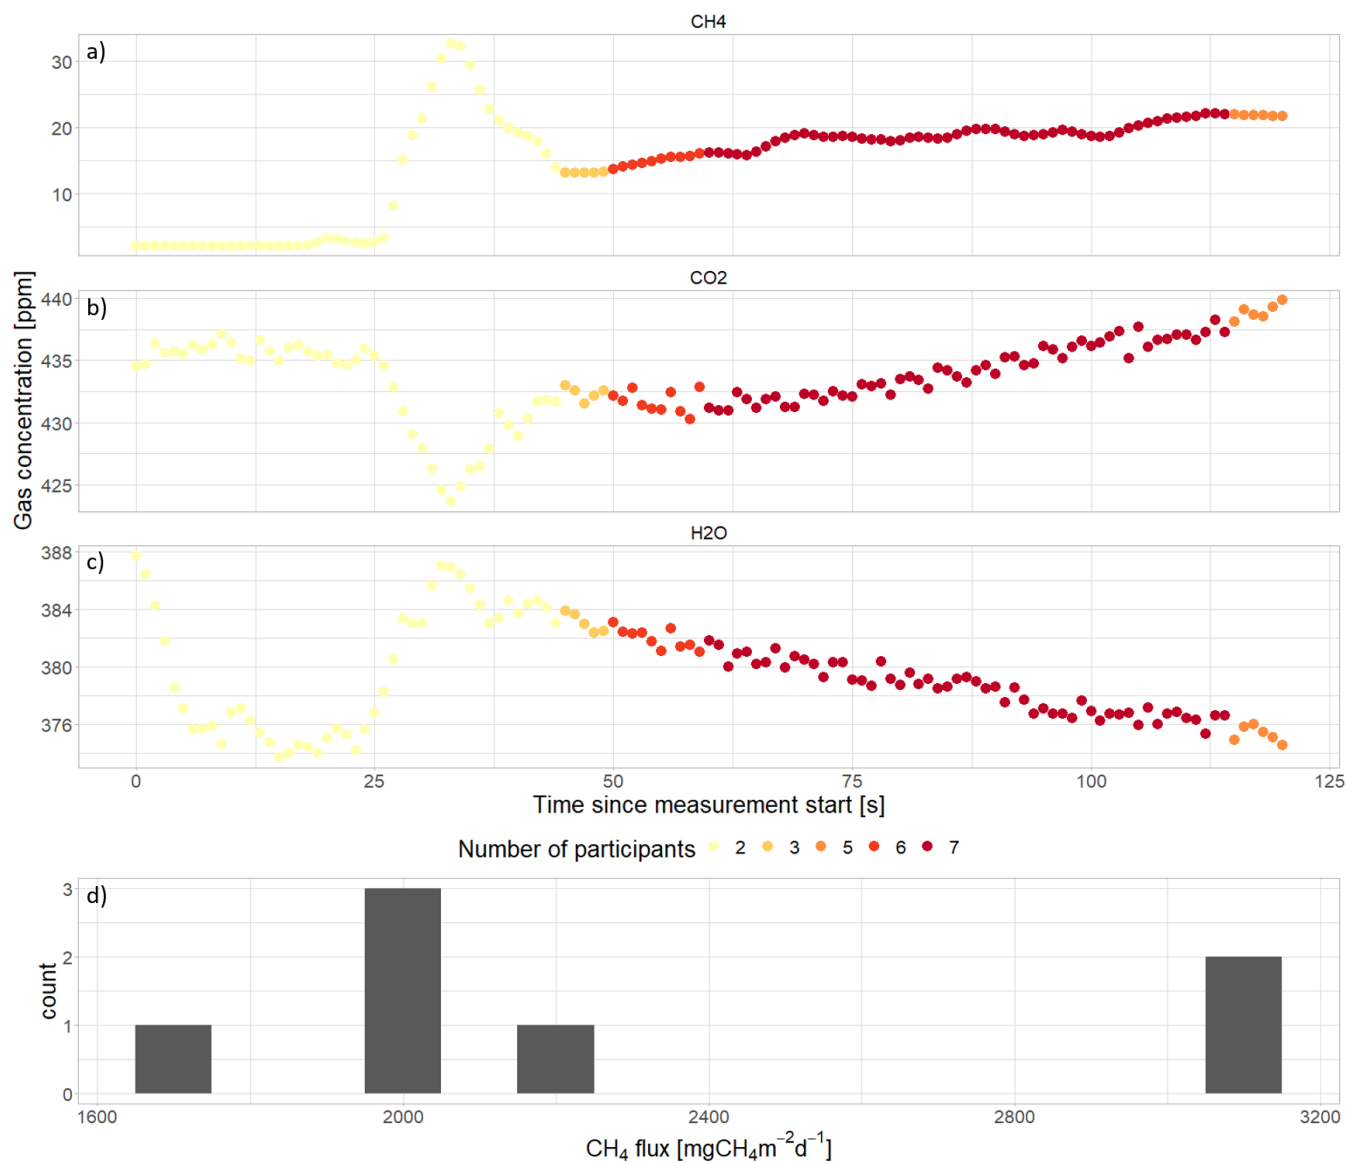 CH4
a)
30
20
10
CO2
b)
440
435
430
425
Gas concentration [ppm]
H2O
c)
388
384
380
376
0 25 50 75 100 125
Time since measurement start [s]
Number of participants 2 3 5 6 7
d)
3
2
1
0
count
1600 2000 2400 2800 3200
CH₄ flux [mgCH₄m⁻²d⁻¹]